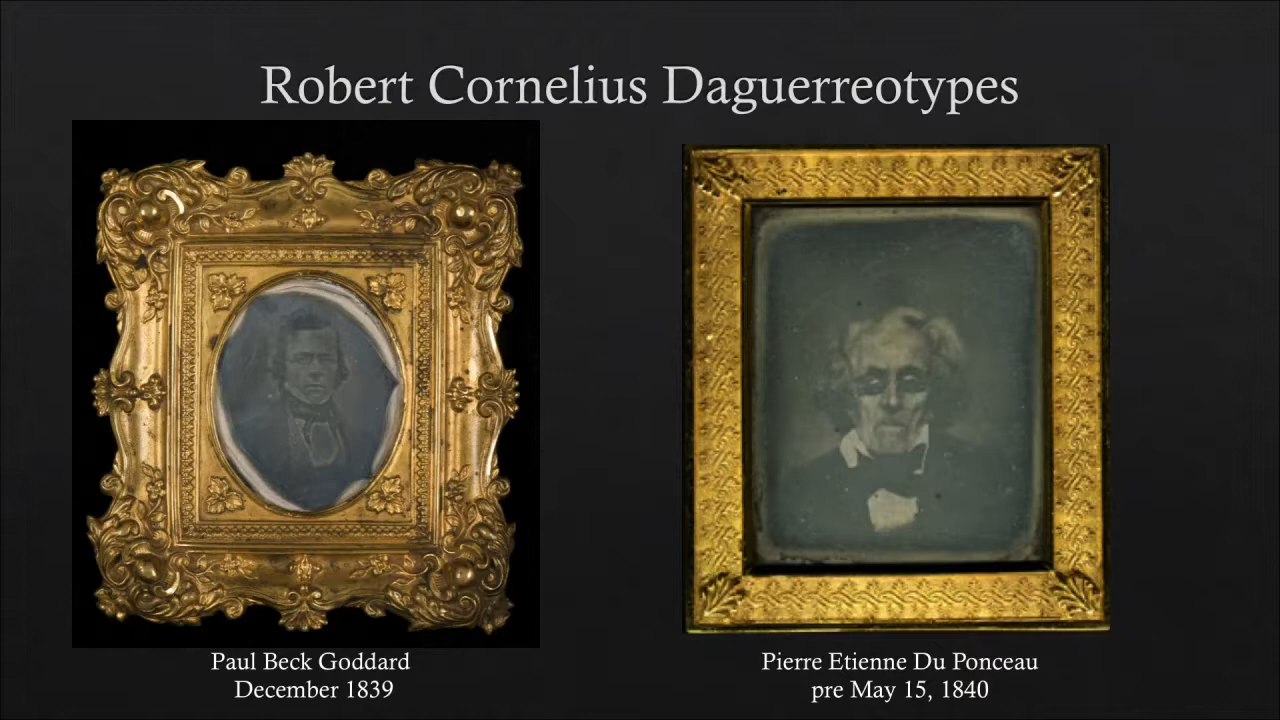 Robert Cornelius Daguerreotypes
Paul Beck Goddard
December 1839
Pierre Etienne Du Ponceau
pre May 15, 1840